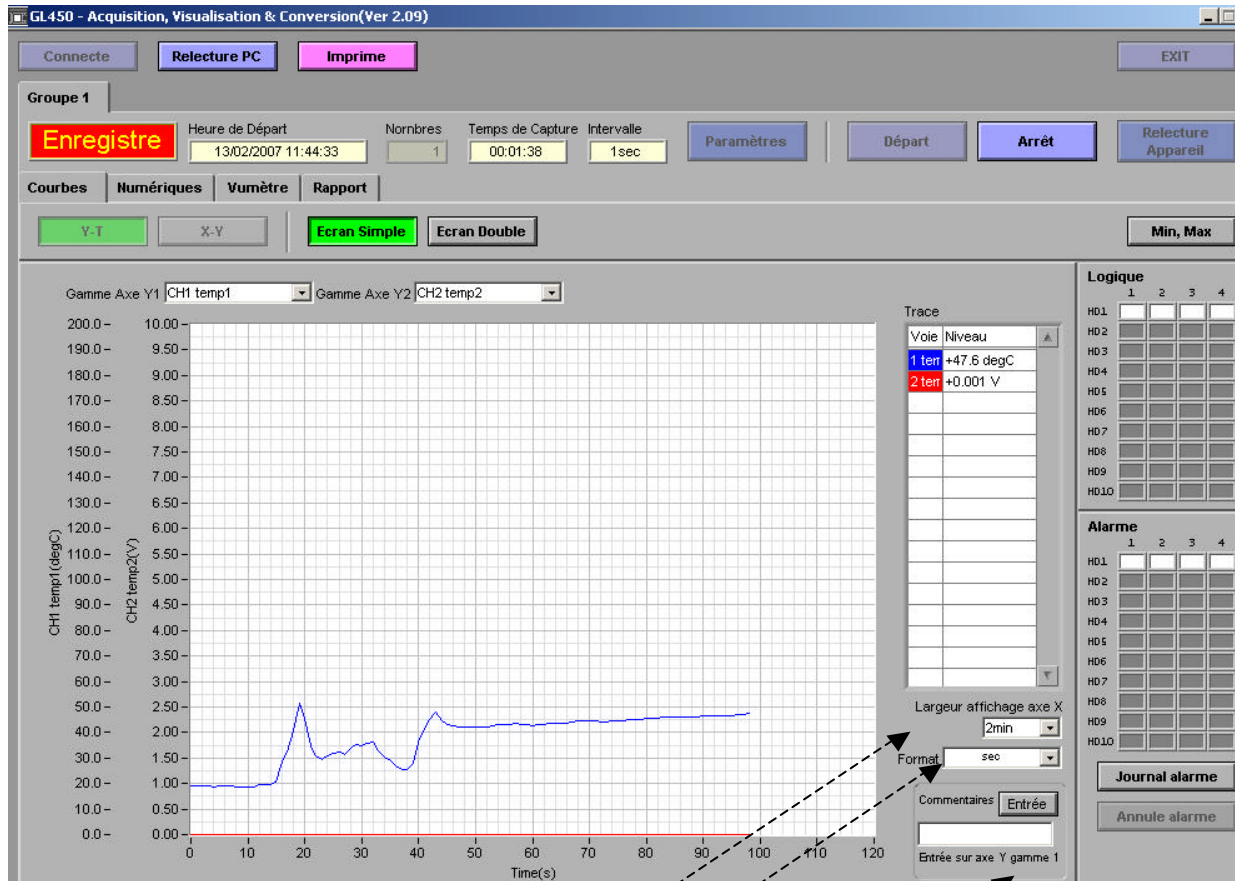 GL450 - Acquisition, Visualisation & Conversion(Ver 2.09)
Connecte Relecture PC Imprime EXIT
Groupe 1
Enregistre
Heure de Départ Nornbres Temps de Capture Intervalle
13/02/2007 11:44:33 1 00:01:38 1sec
Paramètres Départ Arrêt Relecture Appareil
Courbes Numériques Vumètre Rapport
Y-T X-Y Ecran Simple Ecran Double Min, Max
Gamme Axe Y1 CH1 temp1 Gamme Axe Y2 CH2 temp2
200.0 10.00
190.0 9.50
180.0 9.00
170.0 8.50
160.0 8.00
150.0 7.50
140.0 7.00
130.0 6.50
120.0 6.00
110.0 5.50
100.0 5.00
90.0 4.50
80.0 4.00
70.0 3.50
60.0 3.00
50.0 2.50
40.0 2.00
30.0 1.50
20.0 1.00
10.0 0.50
0.0 0.00
CH1 temp1(degC)
CH2 temp2(V)
0 10 20 30 40 50 60 70 80 90 100 110 120
Time(s)
Trace
Voie Niveau
1 tem +47.6 degC
2 tem +0.001 V
Largeur affichage axe X
2min
Format sec
Commentaires Entrée
Entrée sur axe Y gamme 1
Logique
1 2 3 4
HD1
HD2
HD3
HD4
HD5
HD6
HD7
HD8
HD9
HD10
Alarme
1 2 3 4
HD1
HD2
HD3
HD4
HD5
HD6
HD7
HD8
HD9
HD10
Journal alarme
Annule alarme